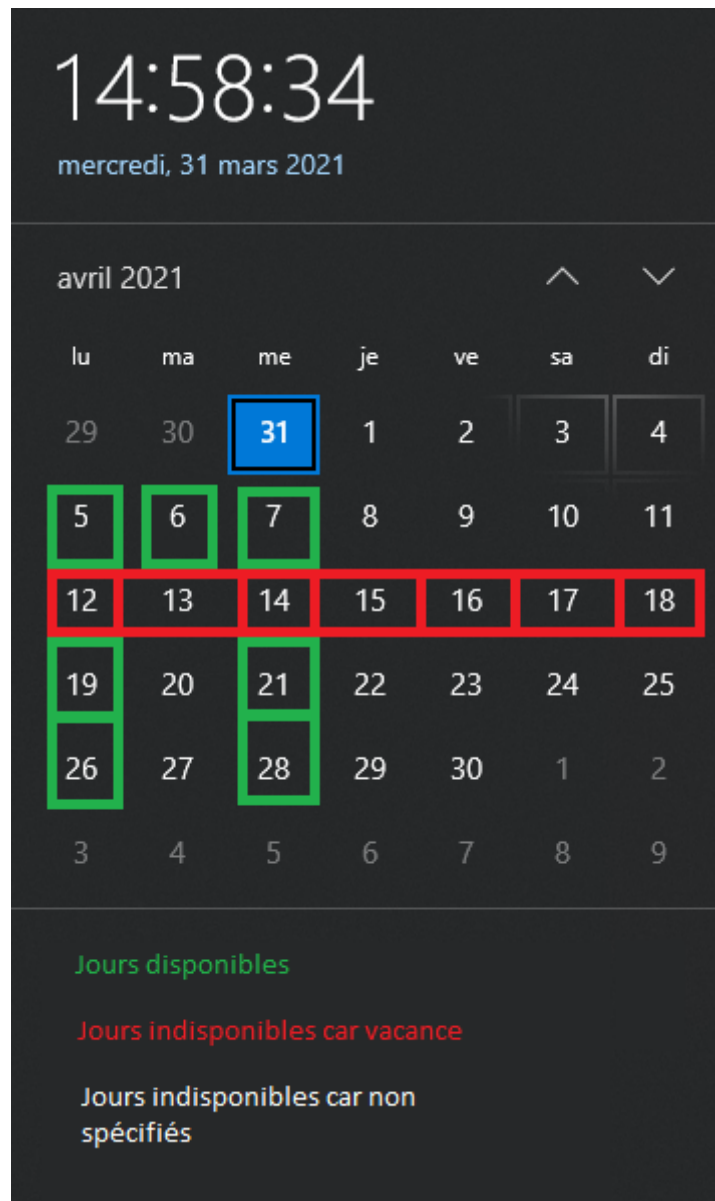 14:58:34
mercredi, 31 mars 2021
avril 2021
lu ma me je ve sa di
29 30 31 1 2 3 4
5 6 7 8 9 10 11
12 13 14 15 16 17 18
19 20 21 22 23 24 25
26 27 28 29 30 1 2
3 4 5 6 7 8 9
Jours disponibles
Jours indisponibles car vacance
Jours indisponibles car non
spécifiés